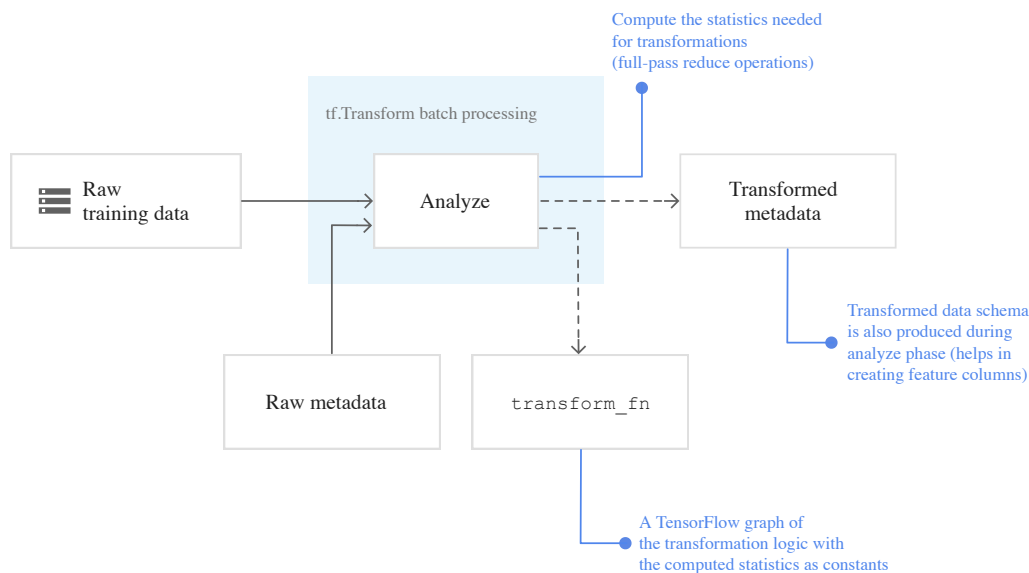 Compute the statistics needed
for transformations
(full-pass reduce operations)
tf.Transform batch processing
Raw
training data
Analyze
Transformed
metadata
Transformed data schema
is also produced during
analyze phase (helps in
creating feature columns)
Raw metadata
transform_fn
A TensorFlow graph of
the transformation logic with
the computed statistics as constants